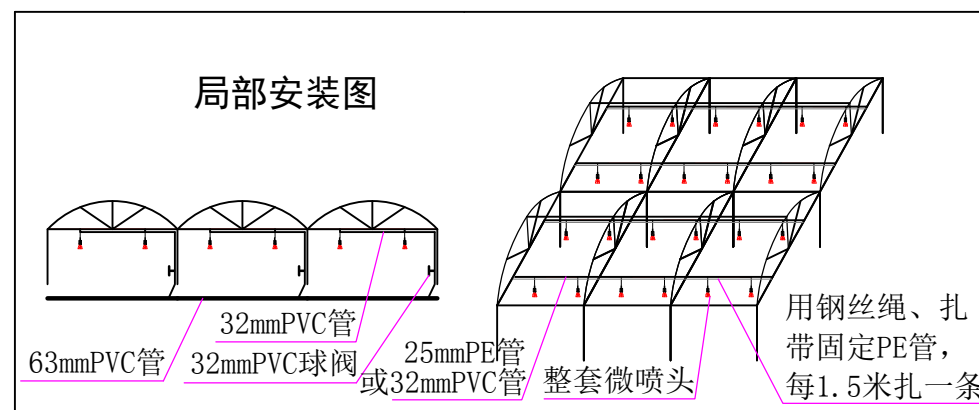 局部安装图
32mmPVC管
63mmPVC管
32mmPVC球阀
25mmPE管
或32mmPVC管
整套微喷头
用钢丝绳、扎
带固定PE管,
每1.5米扎一条